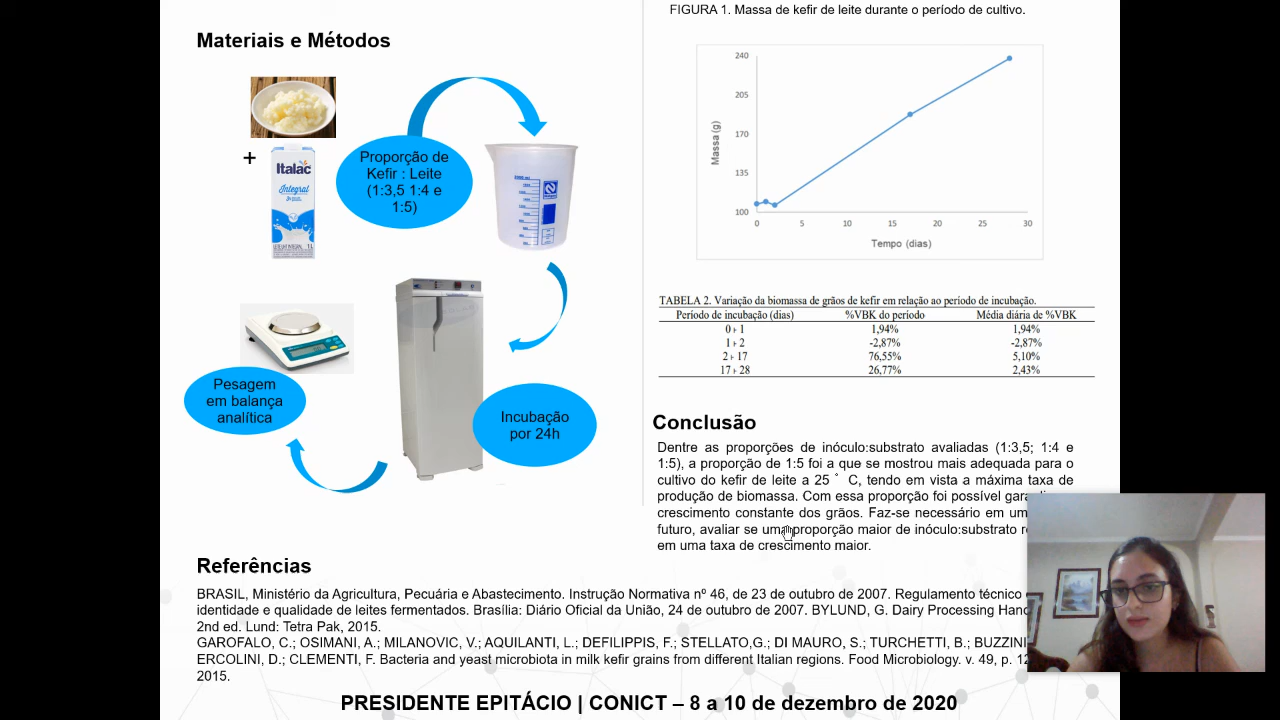 Materiais e Métodos
+
Italac
Integral
1L
Proporção de
Kefir : Leite
(1:3,5 1:4 e
1:5)
Incubação
por 24h
Pesagem
em balança
analítica
FIGURA 1. Massa de kefir de leite durante o período de cultivo.
240
205
170
135
100
Massa (g)
0 5 10 15 20 25 30
Tempo (dias)
TABELA 2. Variação da biomassa de grãos de kefir em relação ao período de incubação.
Período de incubação (dias) %VBK do período Média diária de %VBK
0 ⊦ 1 1,94% 1,94%
1 ⊦ 2 -2,87% -2,87%
2 ⊦ 17 76,55% 5,10%
17 ⊦ 28 26,77% 2,43%
Conclusão
Dentre as proporções de inóculo:substrato avaliadas (1:3,5; 1:4 e
1:5), a proporção de 1:5 foi a que se mostrou mais adequada para o
cultivo do kefir de leite a 25 ° C, tendo em vista a máxima taxa de
produção de biomassa. Com essa proporção foi possível
crescimento constante dos grãos. Faz-se necessário em
futuro, avaliar se uma proporção maior de inóculo:substrato
em uma taxa de crescimento maior.
Referências
BRASIL, Ministério da Agricultura, Pecuária e Abastecimento. Instrução Normativa nº 46, de 23 de outubro de 2007. Regulamento técnico
identidade e qualidade de leites fermentados. Brasília: Diário Oficial da União, 24 de outubro de 2007. BYLUND, G. Dairy Processing
2nd ed. Lund: Tetra Pak, 2015.
GAROFALO, C.; OSIMANI, A.; MILANOVIC, V.; AQUILANTI, L.; DEFILIPPIS, F.; STELLATO,G.; DI MAURO, S.; TURCHETTI, B.; BUZZINI
ERCOLINI, D.; CLEMENTI, F. Bacteria and yeast microbiota in milk kefir grains from different Italian regions. Food Microbiology. v. 49, p.
2015.
PRESIDENTE EPITÁCIO | CONICT – 8 a 10 de dezembro de 2020